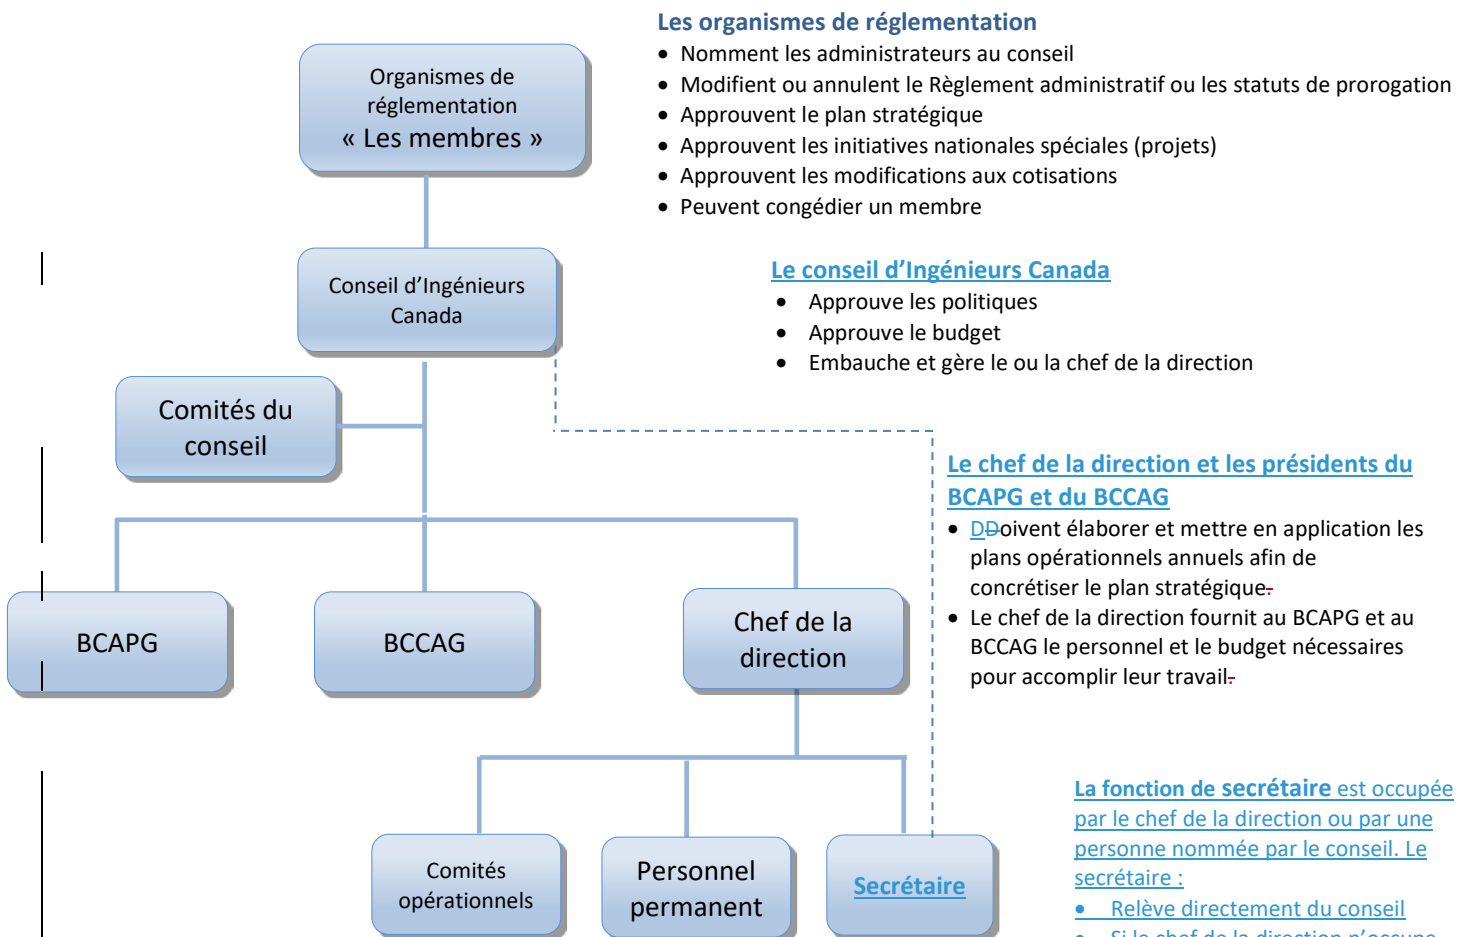 Les organismes de réglementation
• Nomment les administrateurs au conseil
• Modifient ou annulent le Règlement administratif ou les statuts de prorogation
• Approuvent le plan stratégique
• Approuvent les initiatives nationales spéciales (projets)
• Approuvent les modifications aux cotisations
• Peuvent congédier un membre
Organismes de
réglementation
« Les membres »
Le conseil d’Ingénieurs Canada
• Approuve les politiques
• Approuve le budget
• Embauche et gère le ou la chef de la direction
Conseil d’Ingénieurs
Canada
Comités du
conseil
Le chef de la direction et les présidents du
BCAPG et du BCCAG
• DDoivent élaborer et mettre en application les
plans opérationnels annuels afin de
concrétiser le plan stratégique.
• Le chef de la direction fournit au BCAPG et au
BCCAG le personnel et le budget nécessaires
pour accomplir leur travail.
BCAPG
BCCAG
Chef de la
direction
La fonction de secrétaire est occupée
par le chef de la direction ou par une
personne nommée par le conseil. Le
secrétaire :
• Relève directement du conseil
• Si le chef de la direction n’occupe
Comités
opérationnels
Personnel
permanent
Secrétaire